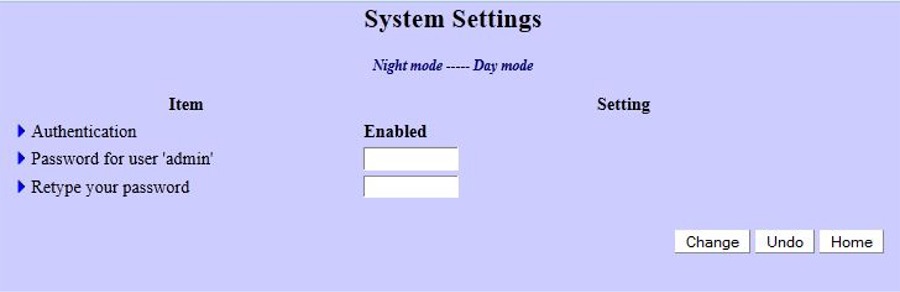 System Settings
Night mode ----- Day mode
Item Setting
Authentication Enabled
Password for user 'admin'
Retype your password
Change Undo Home